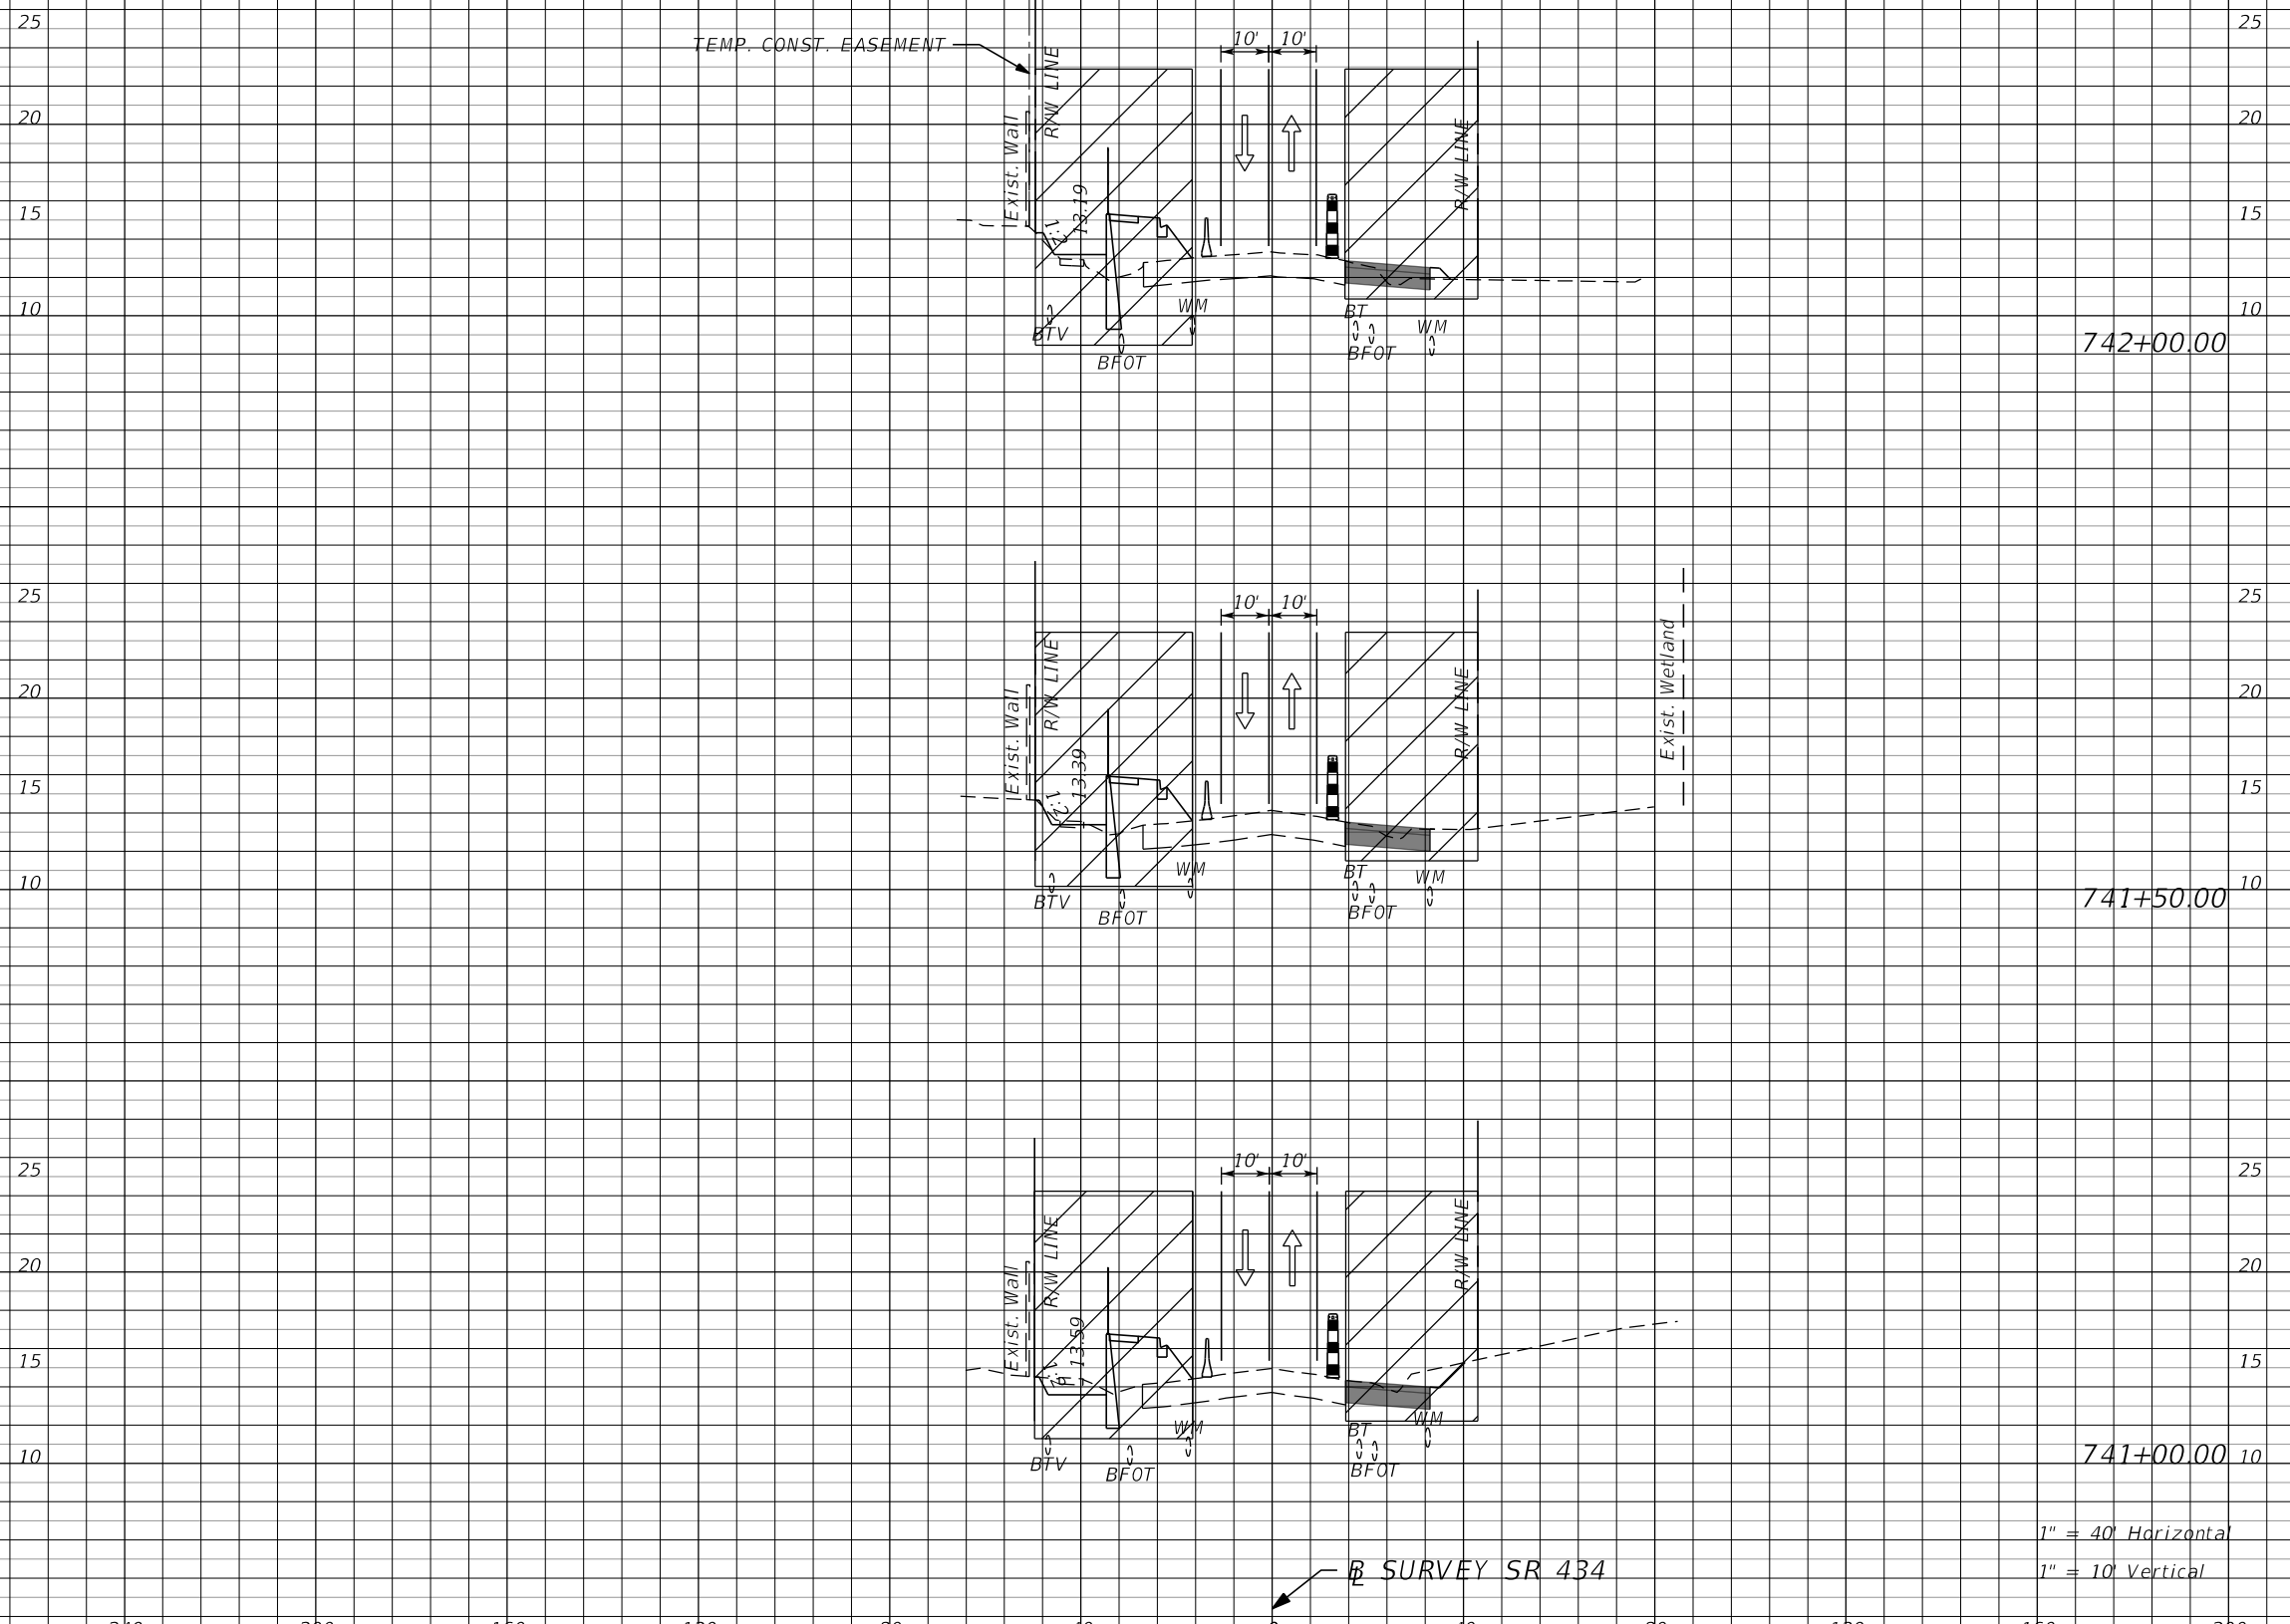 25 25
TEMP. CONST. EASEMENT
10' 10'
R/W LINE
Exist. Wall
20 20
R/W LINE
1:2
13.19
15 15
10 10
WM
BT
BTV
BFOT
BFOT
WM
742+00.00
25 25
10' 10'
R/W LINE
Exist. Wall
R/W LINE
Exist. Wetland
20 20
1:2
13.39
15 15
10 10
WM
BT
WM
BTV
BFOT
BFOT
741+50.00
25 25
10' 10'
R/W LINE
Exist. Wall
R/W LINE
20 20
1:2
13.59
15 15
10 10
WM
BT
WM
BTV
BFOT
BFOT
741+00.00
1" = 40' Horizontal
1" = 10' Vertical
BL SURVEY SR 434